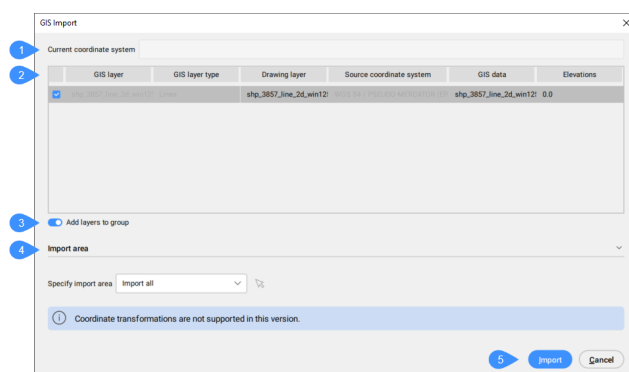 GIS Import
1 Current coordinate system
2 GIS layer GIS layer type Drawing layer Source coordinate system GIS data Elevations
shp_3857_line_2d_win12! Line shp_3857_line_2d_win12! shp_3857_line_2d_win12! 0.0
3 Add layers to group
4 Import area
Specify import area Import all
Coordinate transformations are not supported in this version.
5 Import Cancel